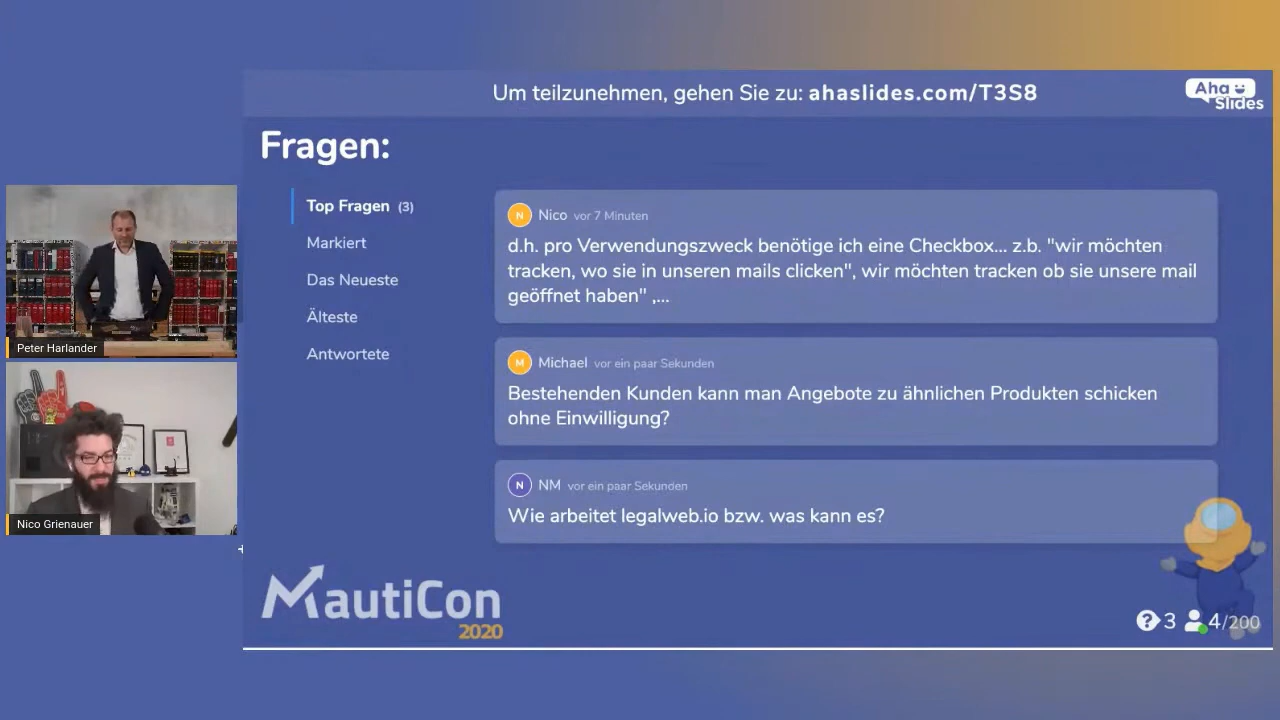 Um teilzunehmen, gehen Sie zu: ahaslides.com/T3S8
Aha
Slides
Fragen:
Top Fragen (3)
Markiert
Das Neueste
Älteste
Antwortete
N Nico vor 7 Minuten
d.h. pro Verwendungszweck benötige ich eine Checkbox... z.b. "wir möchten
tracken, wo sie in unseren mails clicken", wir möchten tracken ob sie unsere mail
geöffnet haben" ,...
M Michael vor ein paar Sekunden
Bestehenden Kunden kann man Angebote zu ähnlichen Produkten schicken
ohne Einwilligung?
N NM vor ein paar Sekunden
Wie arbeitet legalweb.io bzw. was kann es?
Peter Harlander
Nico Grienauer
MautiCon
2020
? 3 4/200